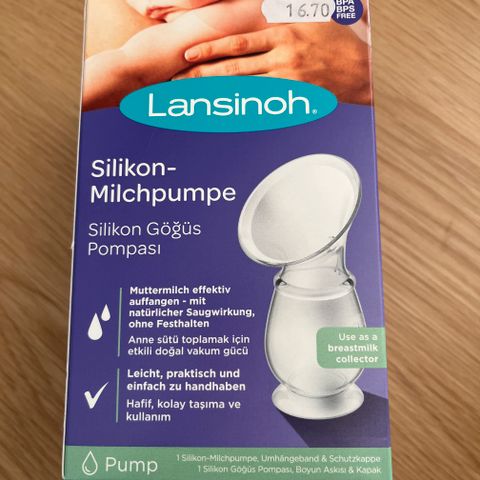 16.70
BPA
BPS
FREE
Lansinoh®
Silikon-
Milchpumpe
Silikon Göğüs
Pompası
Muttermilch effektiv
auffangen - mit
natürlicher Saugwirkung,
ohne Festhalten
Anne sütü toplamak için
etkili doğal vakum gücü
Use as a
breastmilk
collector
Leicht, praktisch und
einfach zu handhaben
Hafif, kolay taşıma ve
kullanım
Pump
1 Silikon-Milchpumpe, Umhängeband & Schutzkappe
1 Silikon Göğüs Pompası, Boyun Askısı & Kapak